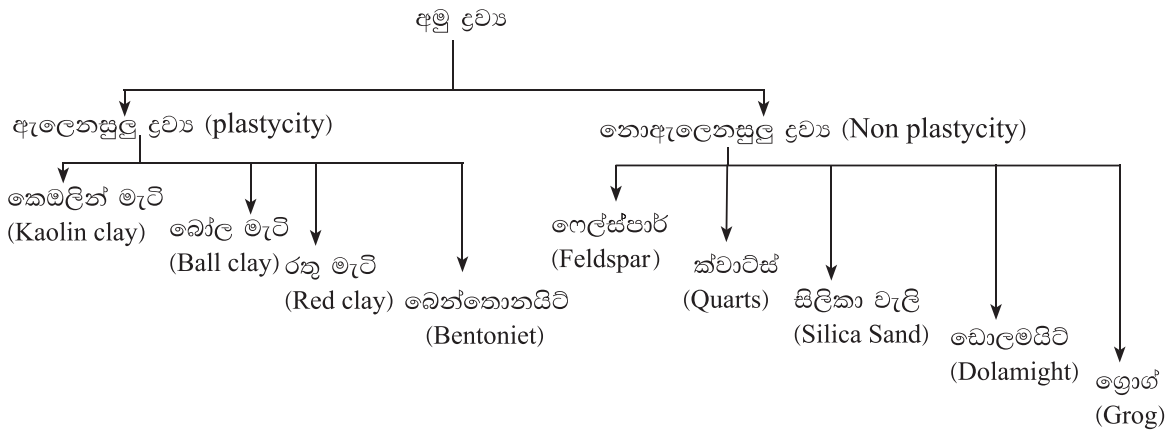 අමු ද්‍රව්‍ය
ඇලෙනසුලු ද්‍රව්‍ය (plastycity)
නොඇලෙනසුලු ද්‍රව්‍ය (Non plastycity)
කෙඔලින් මැටි
(Kaolin clay)
බෝල මැටි
(Ball clay)
රතු මැටි
(Red clay)
බෙන්තොනයිට්
(Bentoniet)
ෆෙල්ස්පාර්
(Feldspar)
ක්වාට්ස්
(Quarts)
සිලිකා වැලි
(Silica Sand)
ඩොලමයිට්
(Dolamight)
ග්‍රොග්
(Grog)